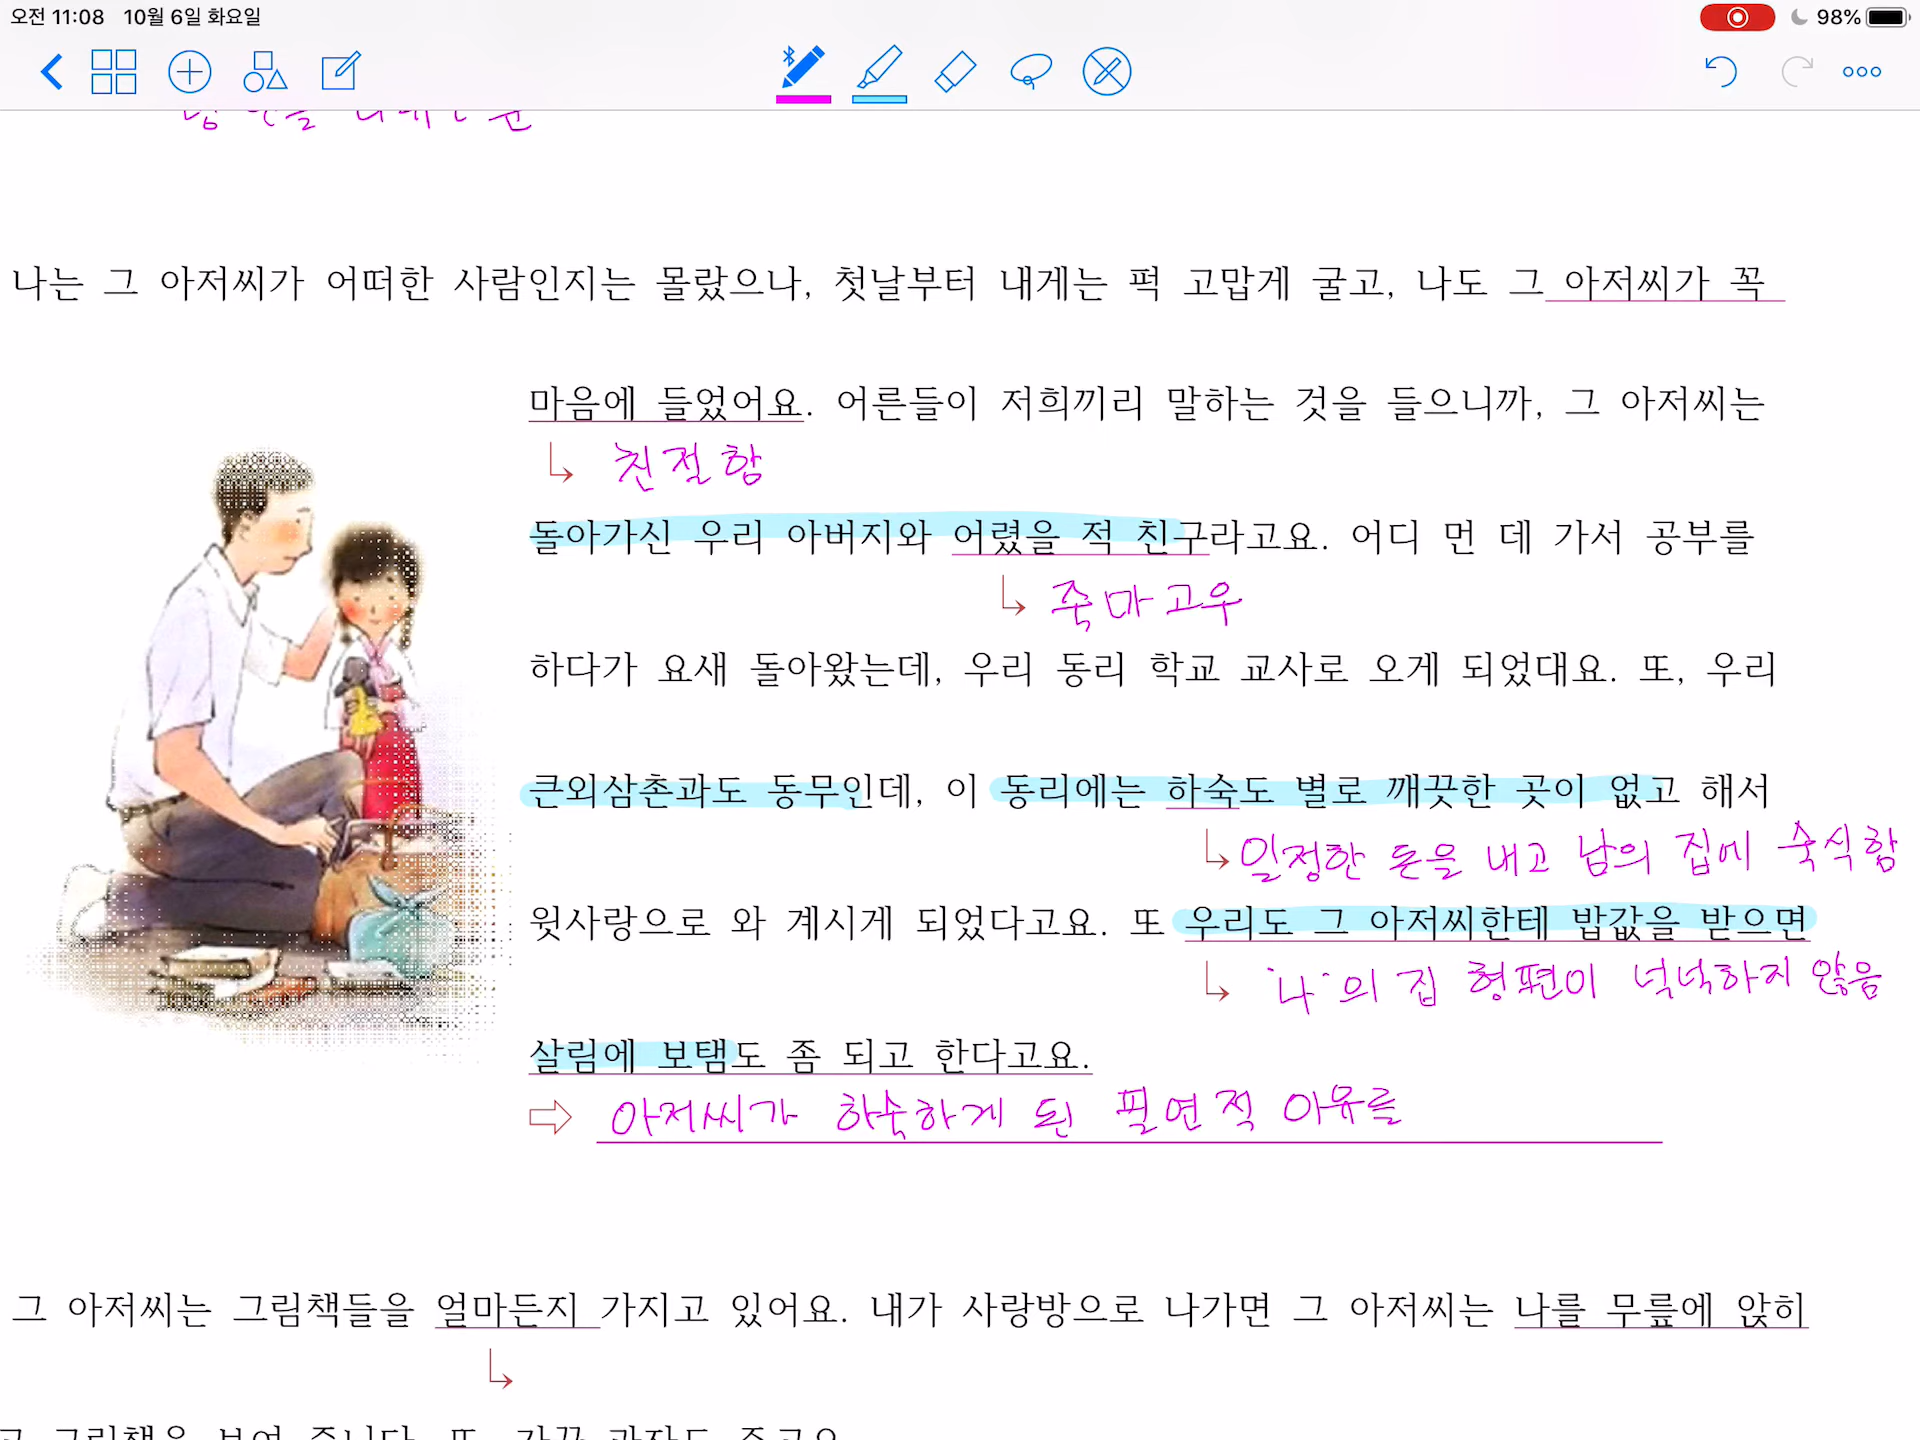 오전 11:08 10월 6일 화요일 98%
나는 그 아저씨가 어떠한 사람인지는 몰랐으나, 첫날부터 내게는 퍽 고맙게 굴고, 나도 그 아저씨가 꼭
마음에 들었어요. 어른들이 저희끼리 말하는 것을 들으니까, 그 아저씨는
↳ 친절함
돌아가신 우리 아버지와 어렸을 적 친구라고요. 어디 먼 데 가서 공부를
↳ 죽마고우
하다가 요새 돌아왔는데, 우리 동리 학교 교사로 오게 되었대요. 또, 우리
큰외삼촌과도 동무인데, 이 동리에는 하숙도 별로 깨끗한 곳이 없고 해서
↳ 일정한 돈을 내고 남의 집에 숙식함
윗사랑으로 와 계시게 되었다고요. 또 우리도 그 아저씨한테 밥값을 받으면
↳ '나'의 집 형편이 넉넉하지 않음
살림에 보탬도 좀 되고 한다고요.
⇨ 아저씨가 하숙하게 된 필연적 이유를
그 아저씨는 그림책들을 얼마든지 가지고 있어요. 내가 사랑방으로 나가면 그 아저씨는 나를 무릎에 앉히
↳